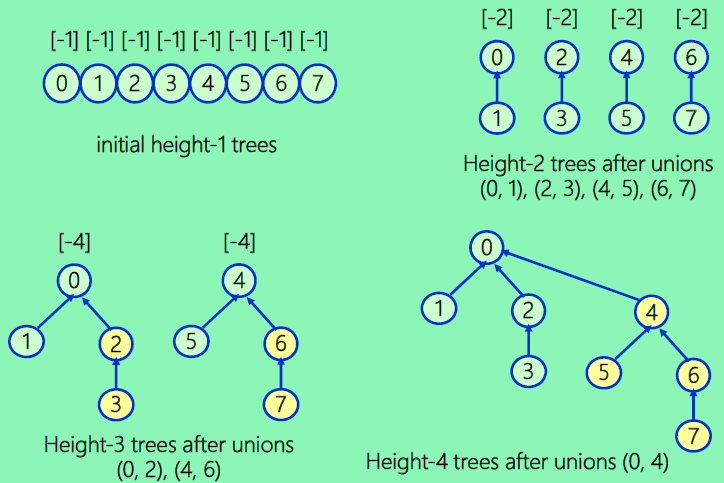 [-1] [-1] [-1] [-1] [-1] [-1] [-1] [-1]
0 1 2 3 4 5 6 7
initial height-1 trees
[-2] [-2] [-2] [-2]
0 2 4 6
1 3 5 7
Height-2 trees after unions
(0, 1), (2, 3), (4, 5), (6, 7)
[-4] [-4]
0 4
1 2 5 6
3 7
Height-3 trees after unions
(0, 2), (4, 6)
0
1 2 4
3 5 6
7
Height-4 trees after unions (0, 4)